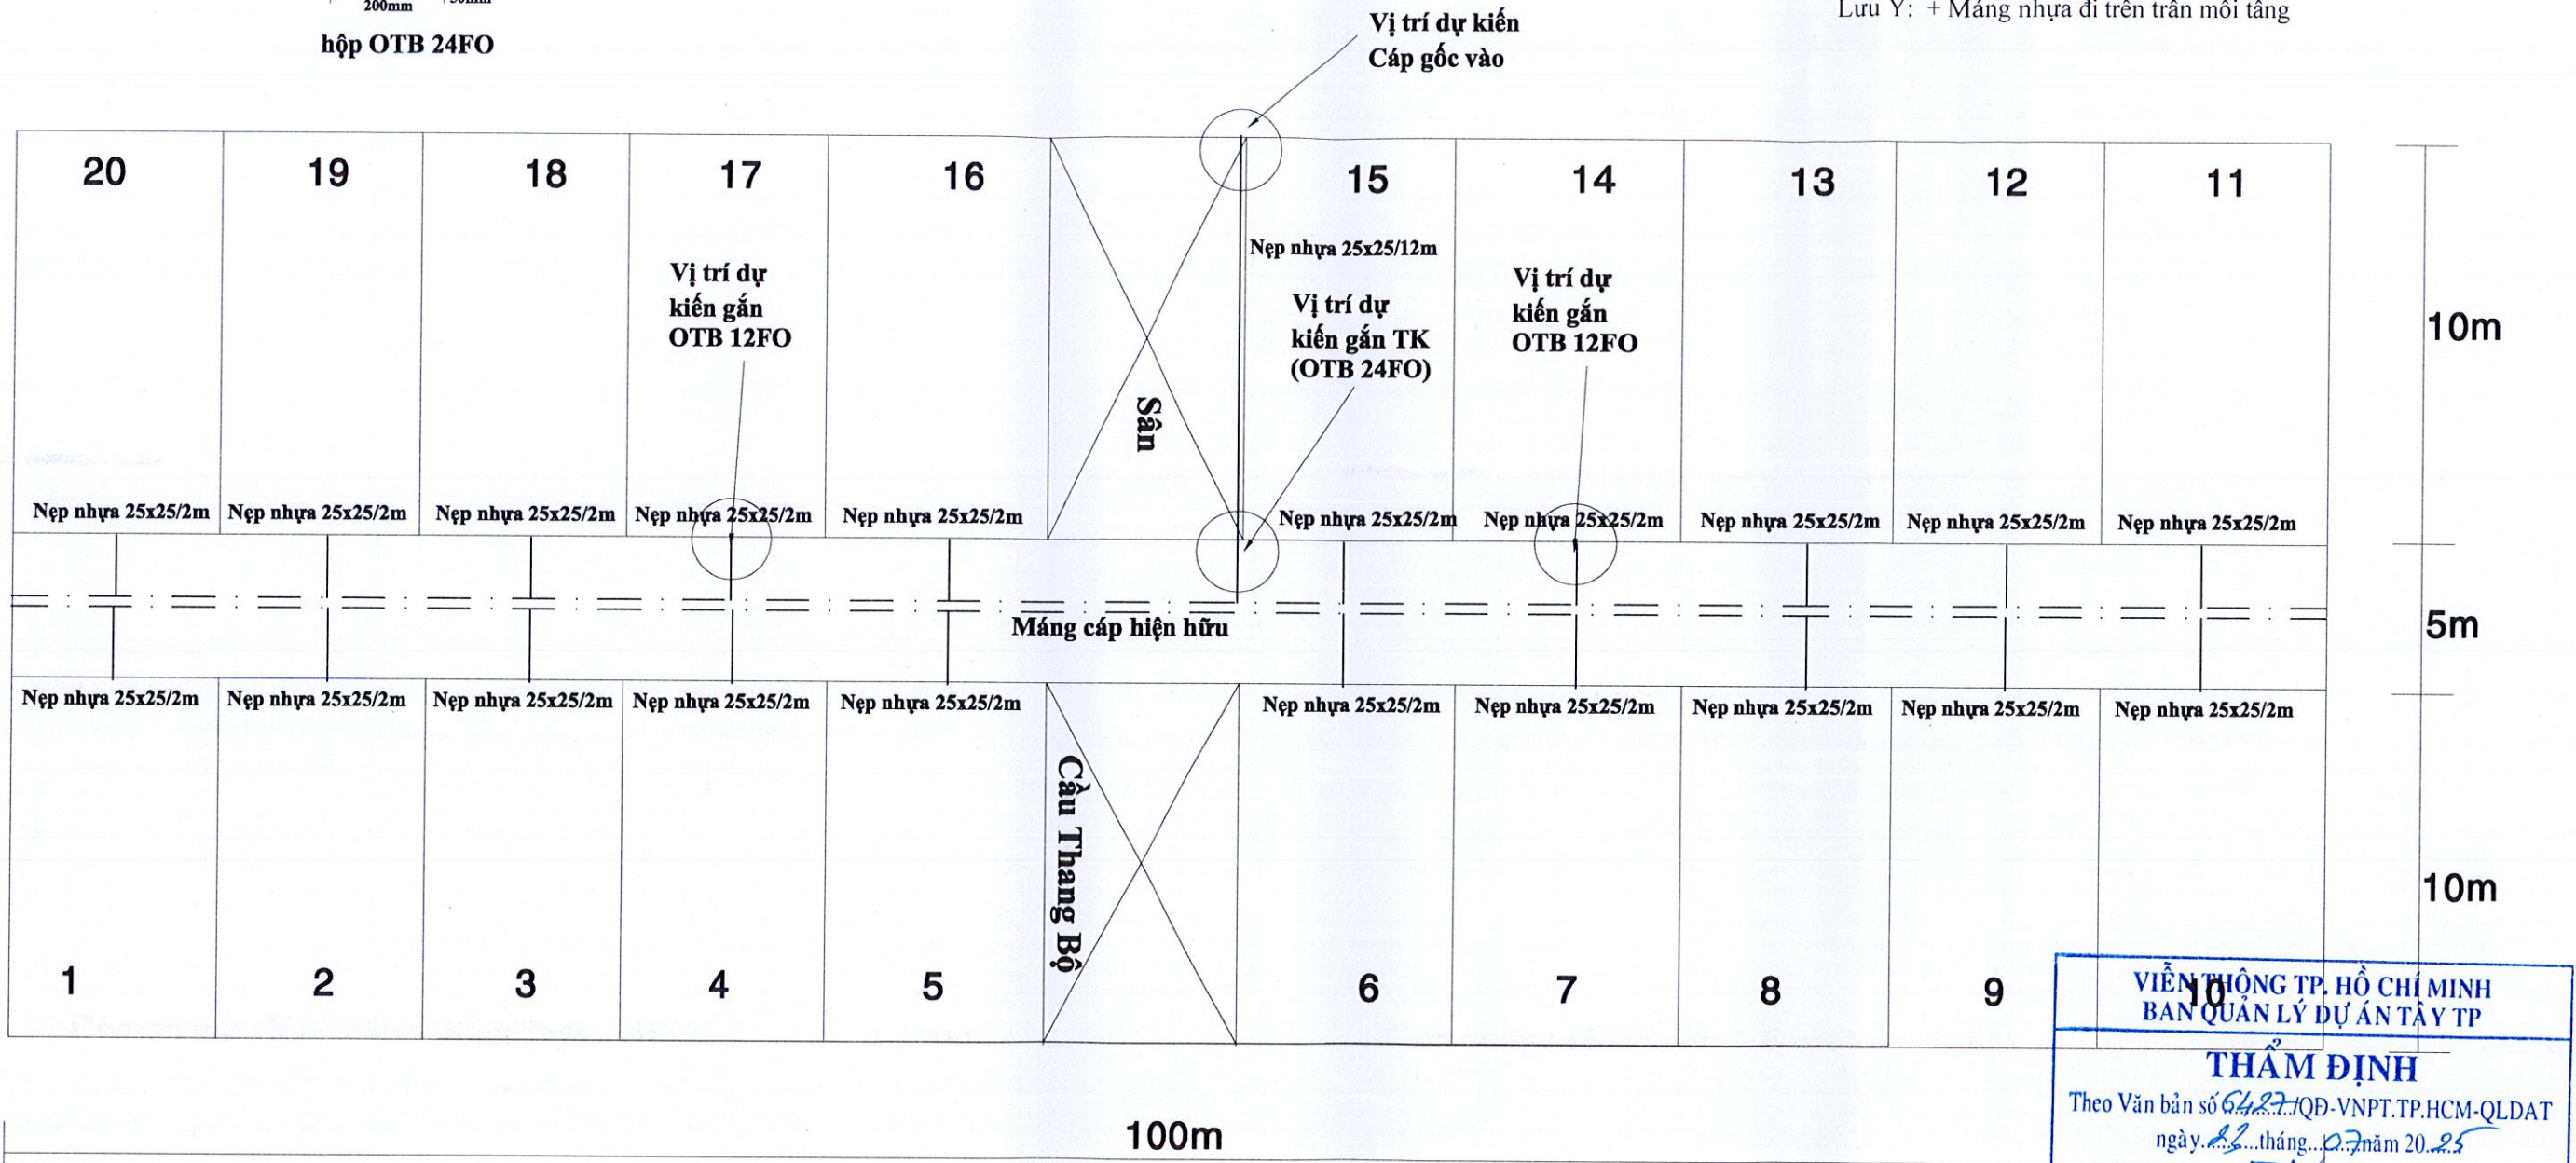 200mm
50mm
hộp OTB 24FO
Vị trí dự kiến
Cáp gốc vào
Lưu Ý: + Máng nhựa đi trên trần mỗi tầng
20
19
18
17
16
15
14
13
12
11
Nẹp nhựa 25x25/12m
Vị trí dự
kiến gắn
OTB 12FO
Vị trí dự
kiến gắn TK
(OTB 24FO)
Vị trí dự
kiến gắn
OTB 12FO
10m
Sân
Nẹp nhựa 25x25/2m
Nẹp nhựa 25x25/2m
Nẹp nhựa 25x25/2m
Nẹp nhựa 25x25/2m
Nẹp nhựa 25x25/2m
Nẹp nhựa 25x25/2m
Nẹp nhựa 25x25/2m
Nẹp nhựa 25x25/2m
Nẹp nhựa 25x25/2m
Nẹp nhựa 25x25/2m
Máng cáp hiện hữu
5m
Nẹp nhựa 25x25/2m
Nẹp nhựa 25x25/2m
Nẹp nhựa 25x25/2m
Nẹp nhựa 25x25/2m
Nẹp nhựa 25x25/2m
Nẹp nhựa 25x25/2m
Nẹp nhựa 25x25/2m
Nẹp nhựa 25x25/2m
Nẹp nhựa 25x25/2m
Nẹp nhựa 25x25/2m
Cầu Thang Bộ
10m
1
2
3
4
5
6
7
8
9
10
VIỄN THÔNG TP. HỒ CHÍ MINH
BAN QUẢN LÝ DỰ ÁN TÂY TP
THẨM ĐỊNH
Theo Văn bản số 6427/QĐ-VNPT.TP.HCM-QLDAT
ngày 22 tháng 07 năm 2025
100m